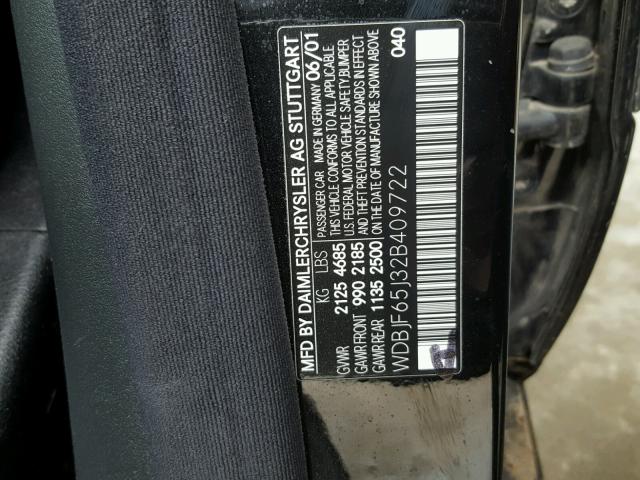 MFD BY DAIMLERCHRYSLER AG STUTTGART
KG LBS PASSENGER CAR MADE IN GERMANY 06/01
GVWR 2125 4685 THIS VEHICLE CONFORMS TO ALL APPLICABLE
U.S. FEDERAL MOTOR VEHICLE SAFETY/BUMPER
GAWR FRONT 990 2185 AND THEFT PREVENTION STANDARDS IN EFFECT
GAWR REAR 1135 2500 ON THE DATE OF MANUFACTURE SHOWN ABOVE
WDBJF65J32B409722 040